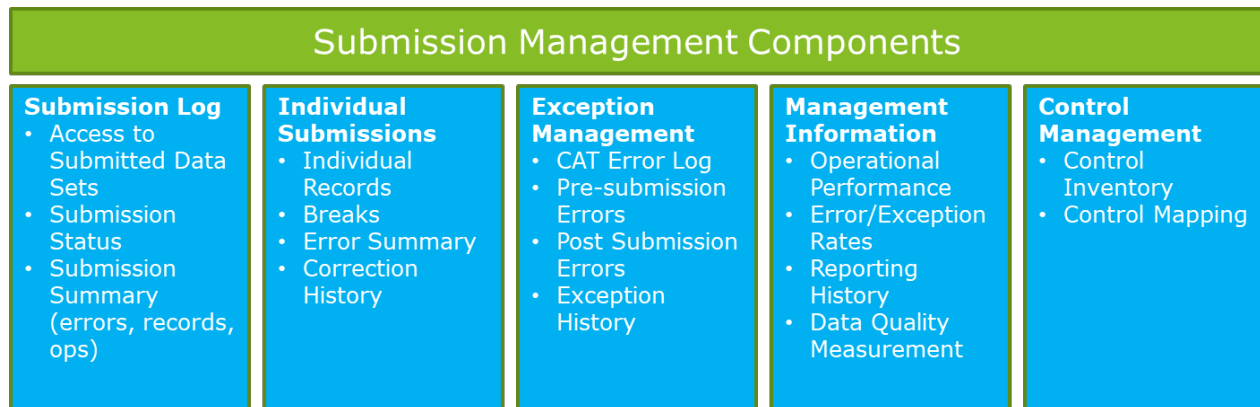 Submission Management Components
Submission Log
• Access to
Submitted Data
Sets
• Submission
Status
• Submission
Summary
(errors, records,
ops)
Individual
Submissions
• Individual
Records
• Breaks
• Error Summary
• Correction
History
Exception
Management
• CAT Error Log
• Pre-submission
Errors
• Post Submission
Errors
• Exception
History
Management
Information
• Operational
Performance
• Error/Exception
Rates
• Reporting
History
• Data Quality
Measurement
Control
Management
• Control
Inventory
• Control Mapping